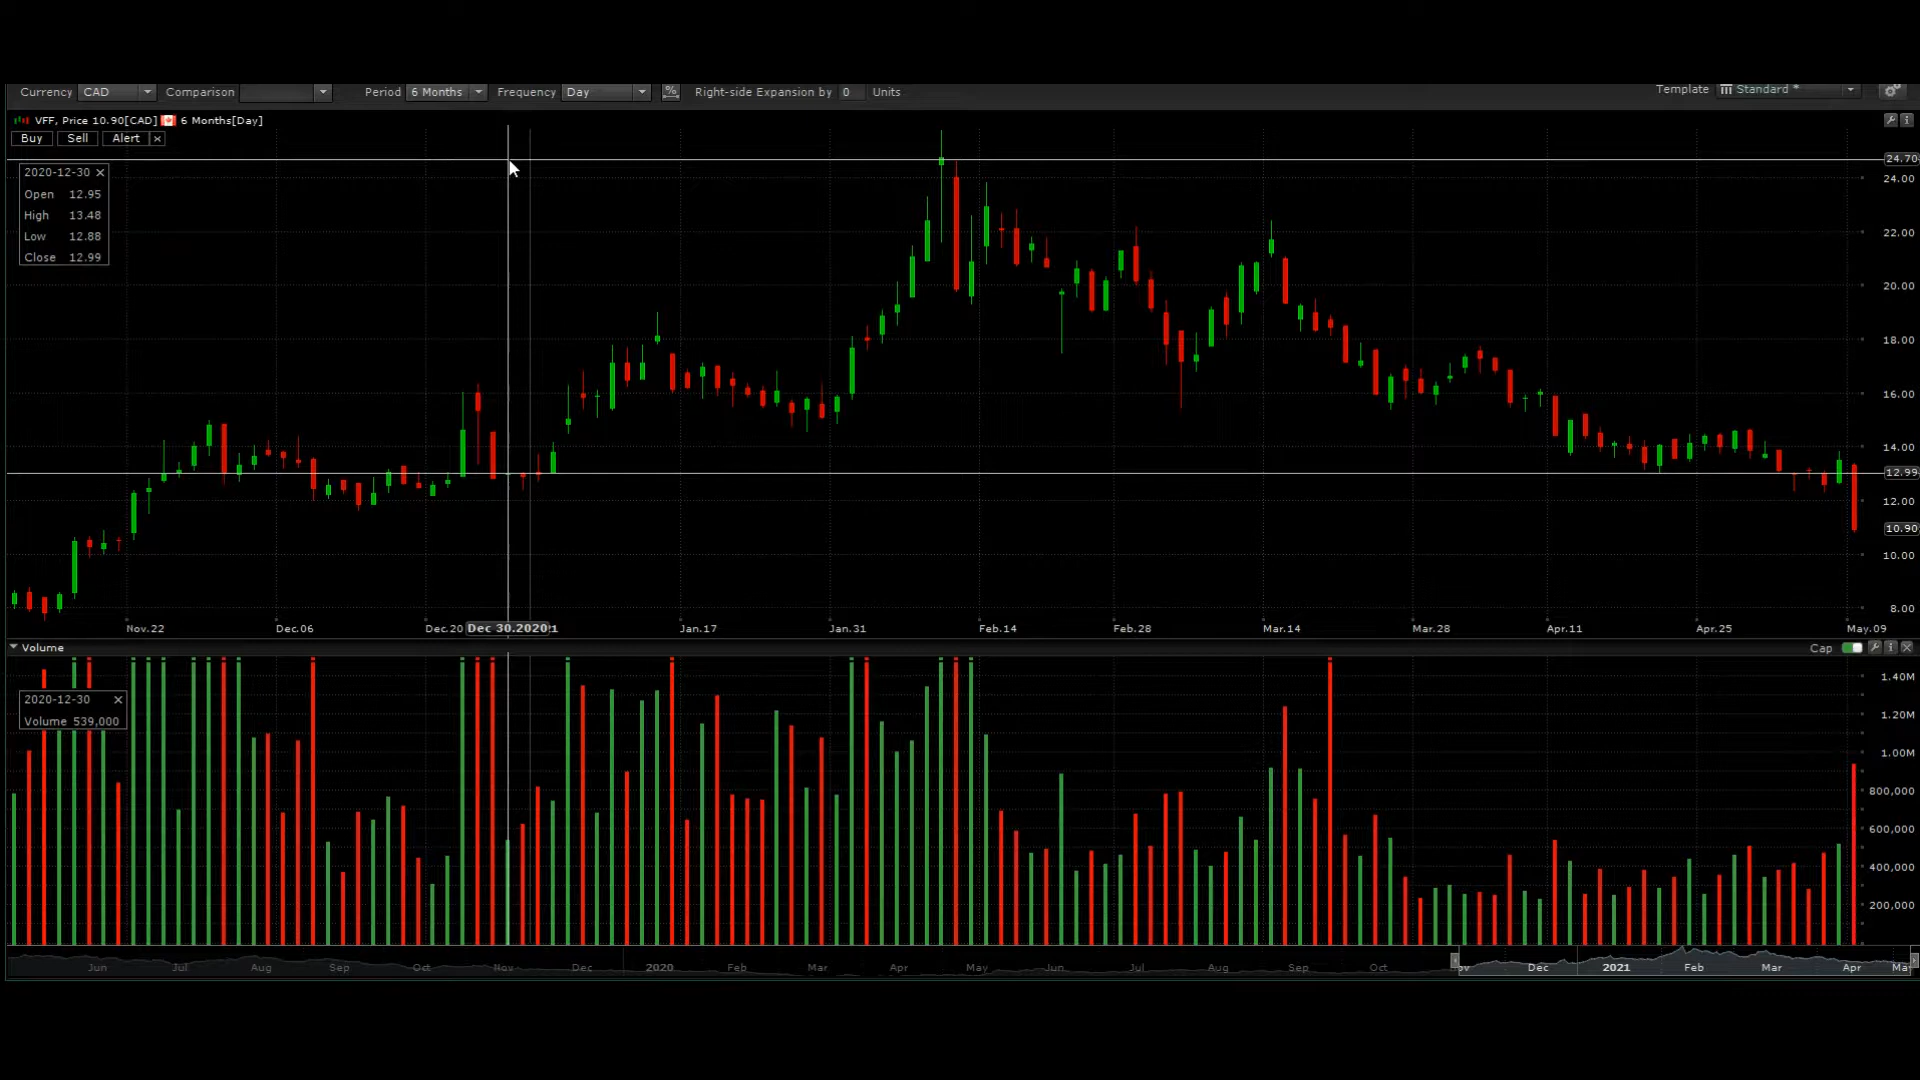 Currency CAD Comparison Period 6 Months Frequency Day % Right-side Expansion by 0 Units Template Standard *
VFF, Price 10.90[CAD] 6 Months[Day]
Buy Sell Alert ×
2020-12-30 ×
Open 12.95
High 13.48
Low 12.88
Close 12.99
24.70
24.00
22.00
20.00
18.00
16.00
14.00
12.99
12.00
10.90
10.00
8.00
Nov.22 Dec.06 Dec.20 Dec 30.2020 Jan.17 Jan.31 Feb.14 Feb.28 Mar.14 Mar.28 Apr.11 Apr.25 May.09
Volume Cap
2020-12-30 ×
Volume 539,000
1.40M
1.20M
1.00M
800,000
600,000
400,000
200,000
Jun Jul Aug Sep Oct Nov Dec 2020 Feb Mar Apr May Jun Jul Aug Sep Oct Dec 2021 Feb Mar Apr